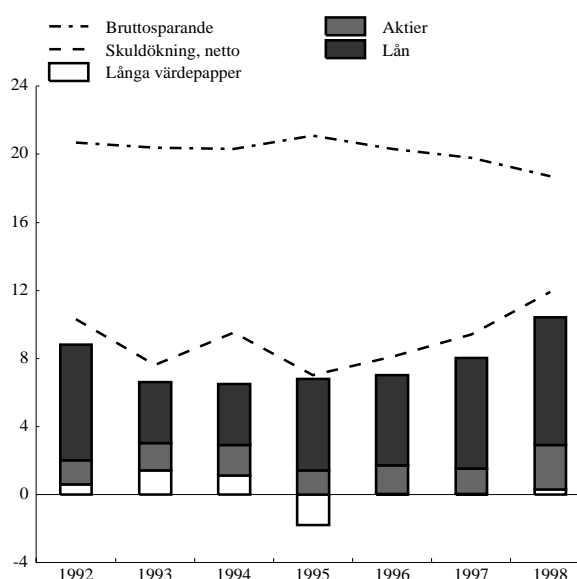 Bruttosparande
Skuldökning, netto
Långa värdepapper
Aktier
Lån
24
20
16
12
8
4
0
-4
1992 1993 1994 1995 1996 1997 1998